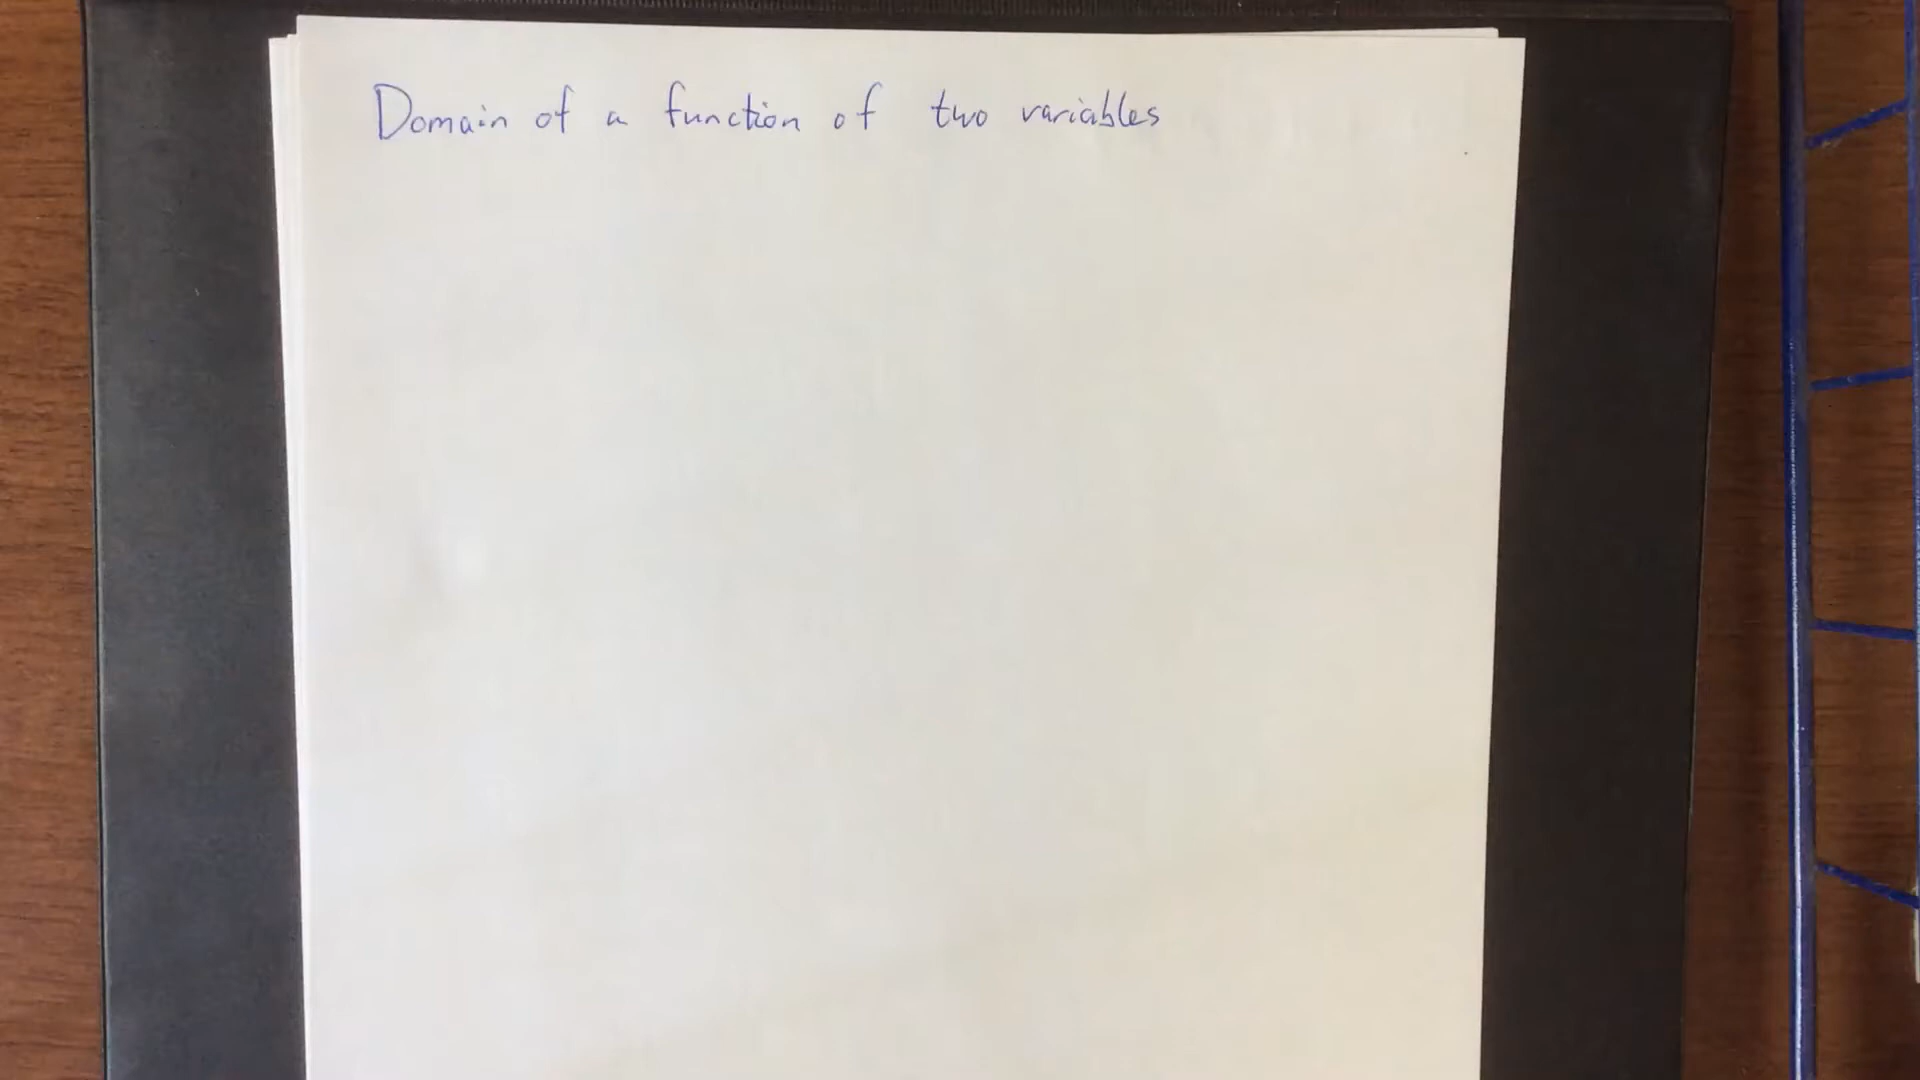 Domain of a function of two variables